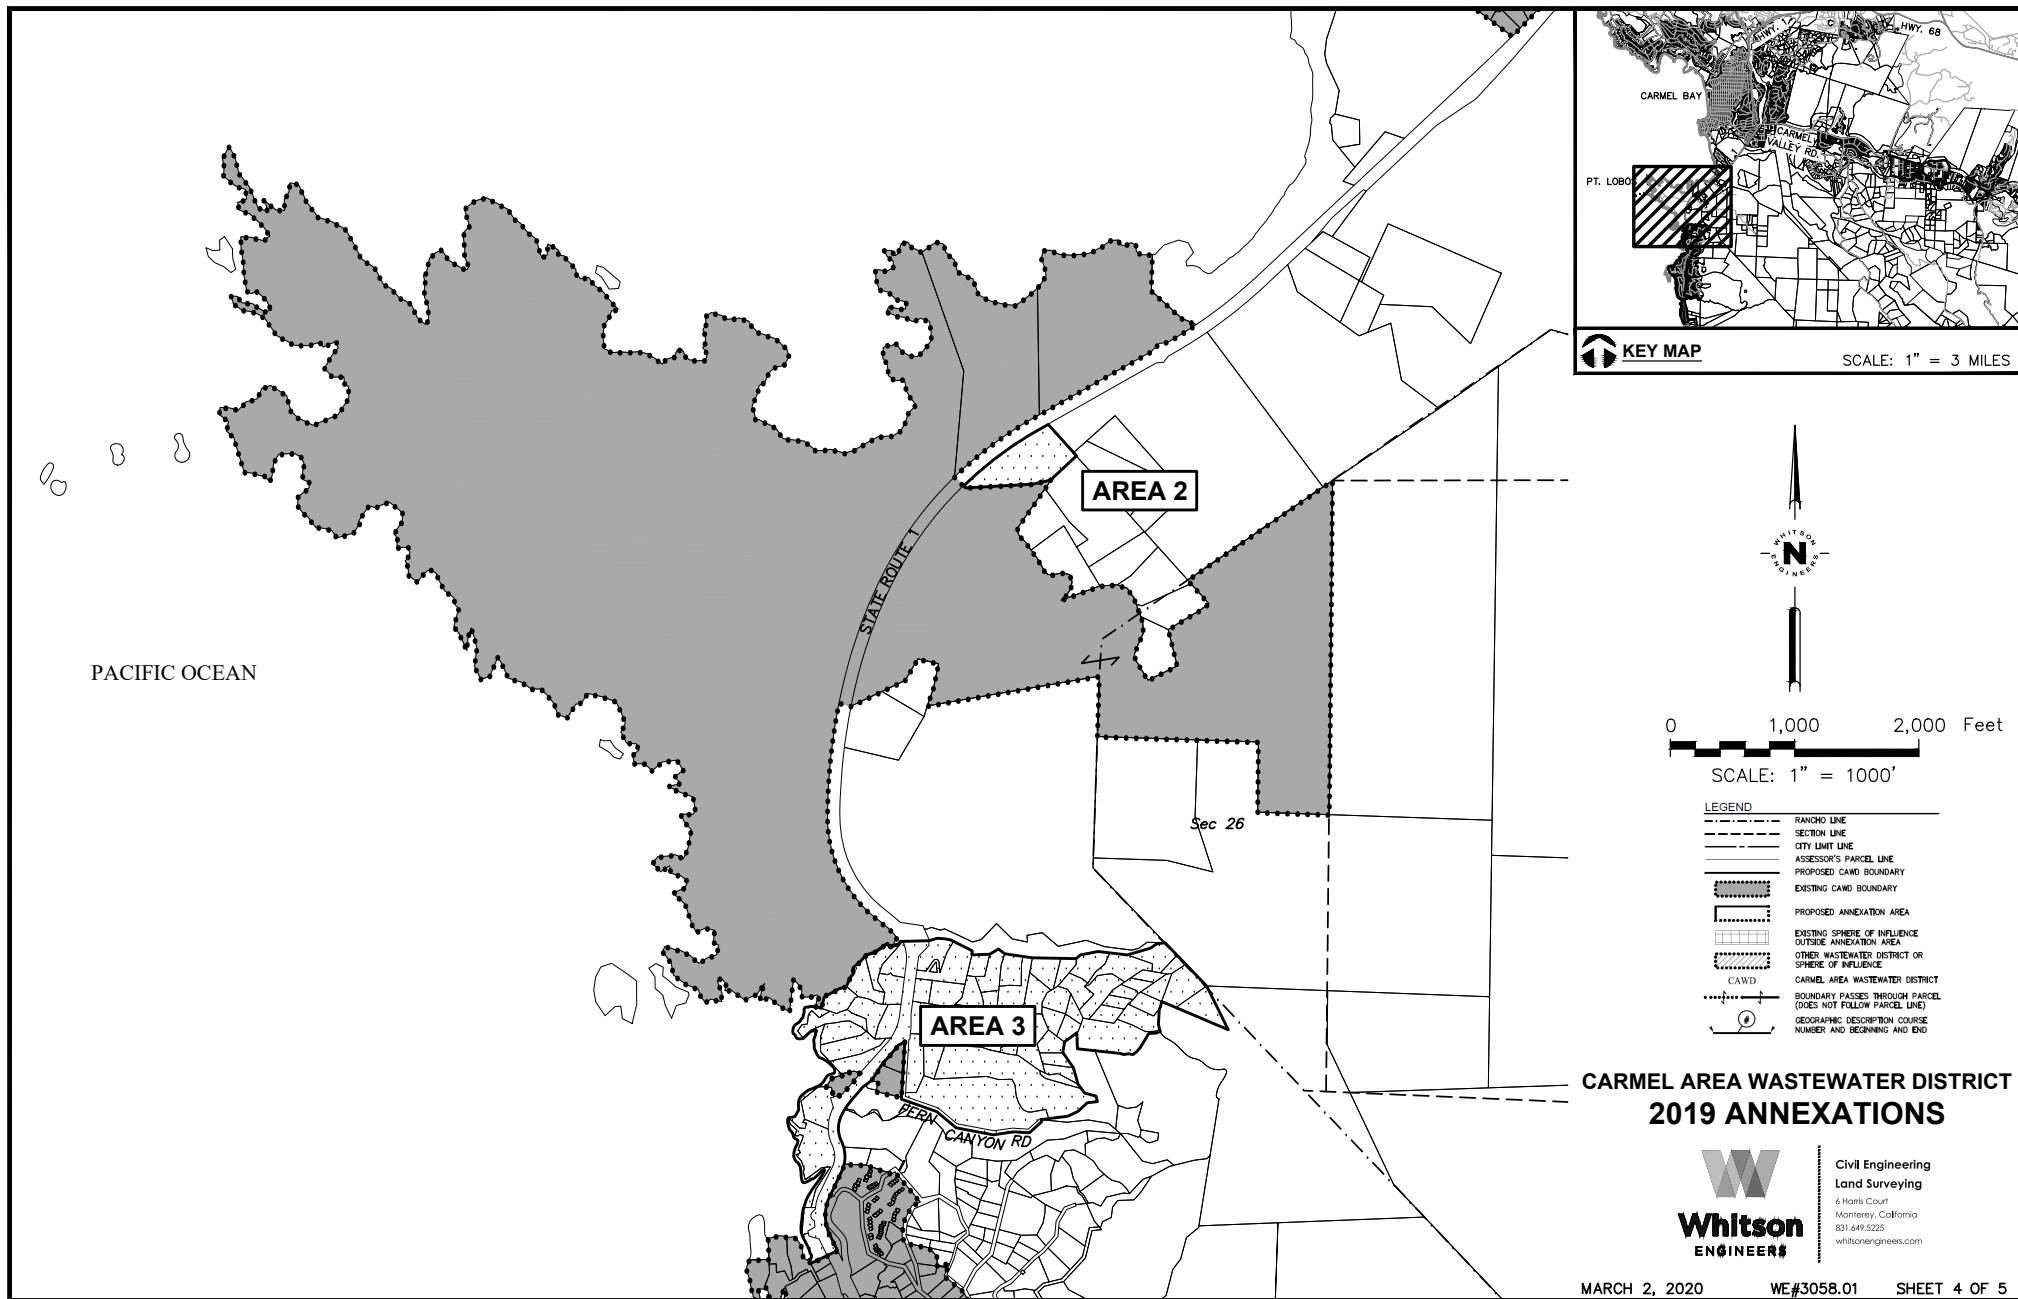 HWY. 1
HWY. 68
CARMEL BAY
CARMEL
VALLEY RD.
PT. LOBOS
KEY MAP
SCALE: 1" = 3 MILES
AREA 2
STATE ROUTE 1
PACIFIC OCEAN
Sec 26
AREA 3
FERN CANYON RD
WHITSON
N
ENGINEERS
0 1,000 2,000 Feet
SCALE: 1" = 1000'
LEGEND
RANCHO LINE
SECTION LINE
CITY LIMIT LINE
ASSESSOR'S PARCEL LINE
PROPOSED CAWD BOUNDARY
EXISTING CAWD BOUNDARY
PROPOSED ANNEXATION AREA
EXISTING SPHERE OF INFLUENCE
OUTSIDE ANNEXATION AREA
OTHER WASTEWATER DISTRICT OR
SPHERE OF INFLUENCE
CAWD CARMEL AREA WASTEWATER DISTRICT
BOUNDARY PASSES THROUGH PARCEL
(DOES NOT FOLLOW PARCEL LINE)
# GEOGRAPHIC DESCRIPTION COURSE
NUMBER AND BEGINNING AND END
CARMEL AREA WASTEWATER DISTRICT
2019 ANNEXATIONS
Whitson
ENGINEERS
Civil Engineering
Land Surveying
6 Harris Court
Monterey, California
831.649.5225
whitsonengineers.com
MARCH 2, 2020 WE#3058.01 SHEET 4 OF 5